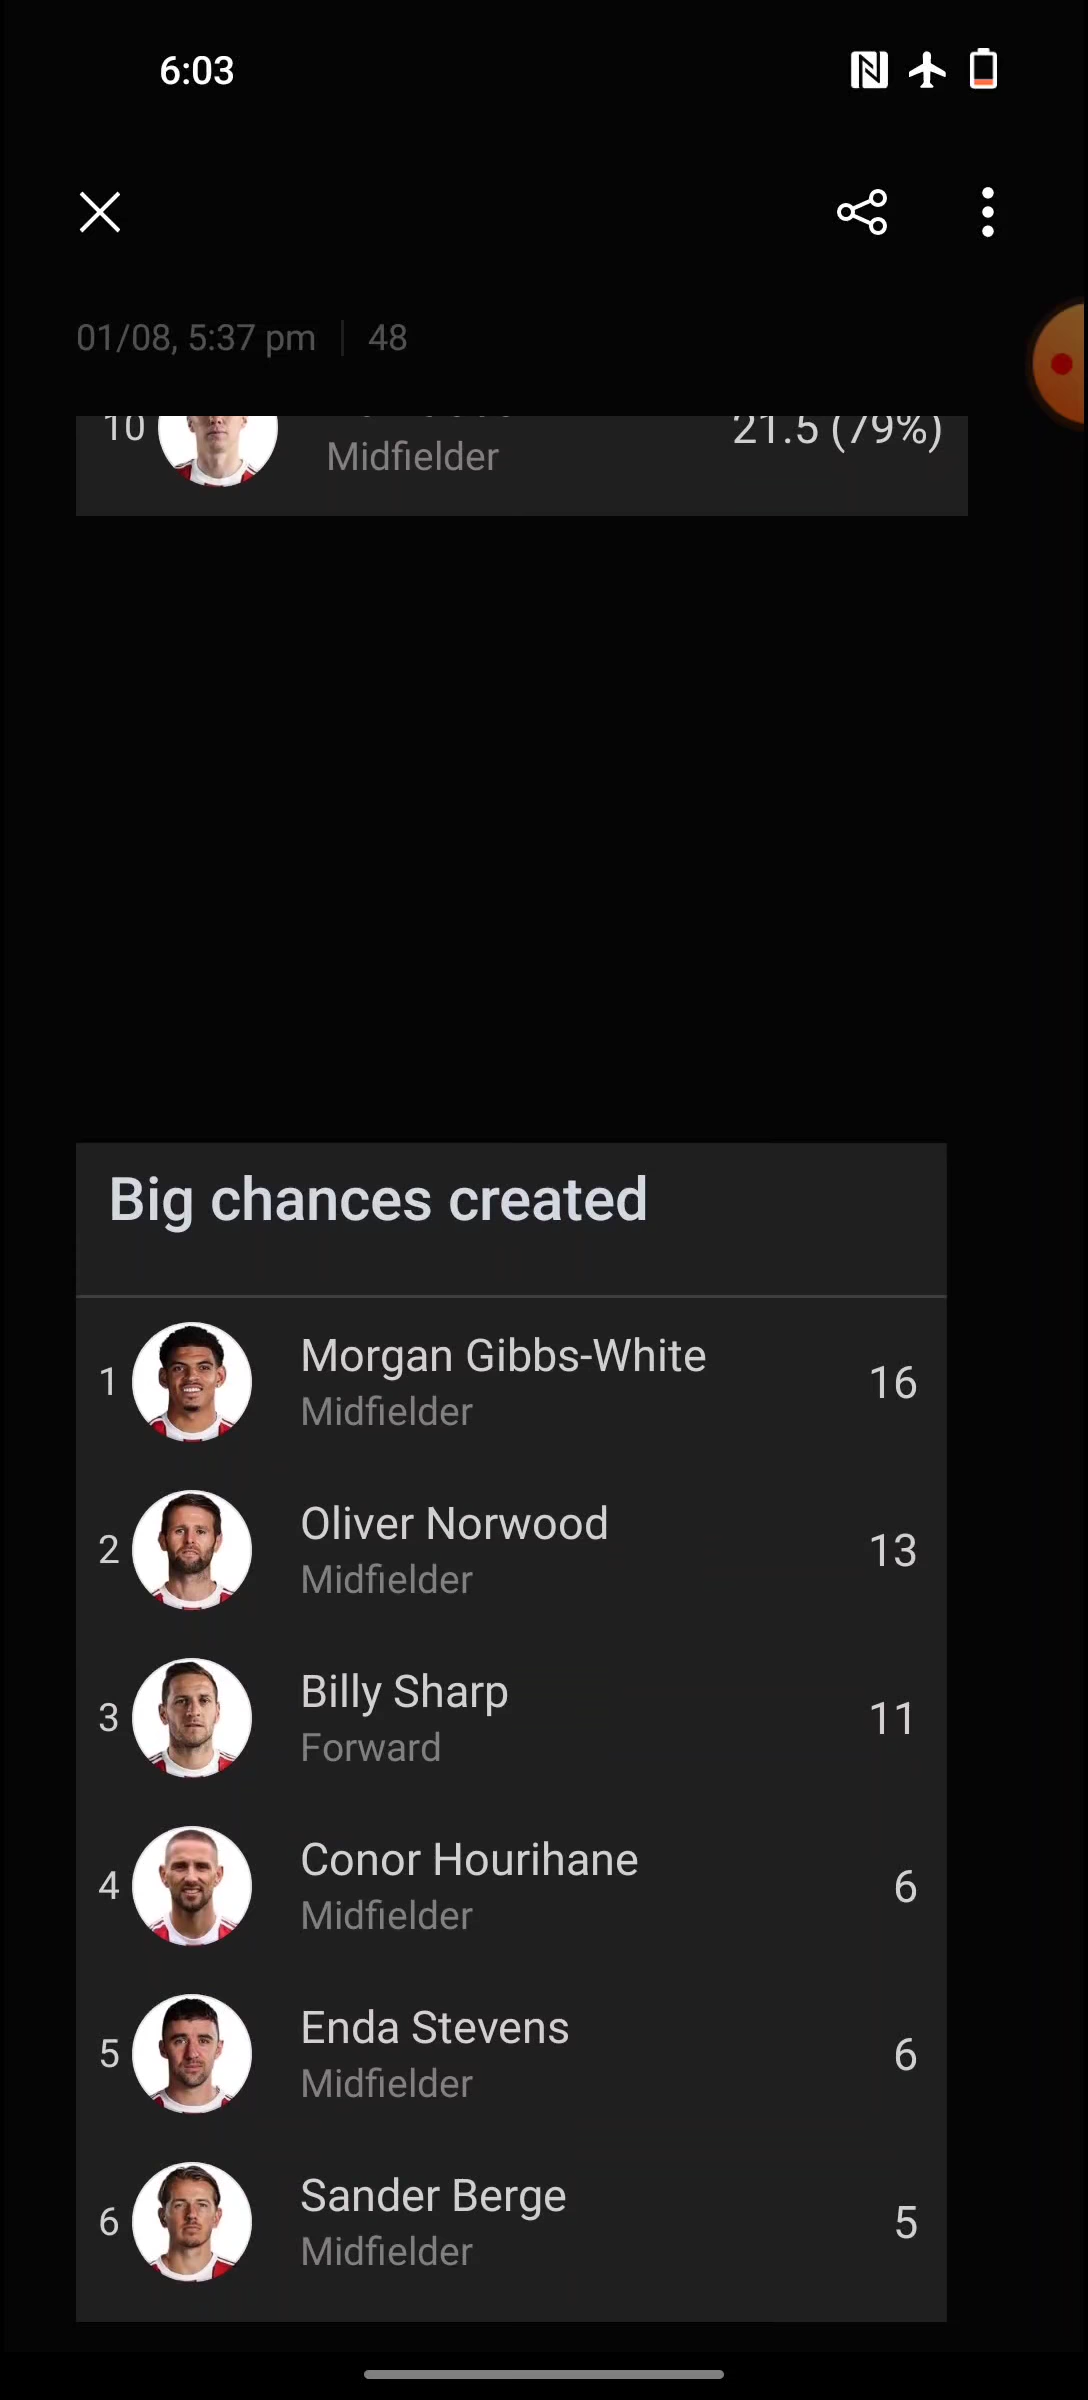 6:03
01/08, 5:37 pm | 48
10
21.5 (79%)
Midfielder
Big chances created
1
Morgan Gibbs-White
Midfielder
16
2
Oliver Norwood
Midfielder
13
3
Billy Sharp
Forward
11
4
Conor Hourihane
Midfielder
6
5
Enda Stevens
Midfielder
6
6
Sander Berge
Midfielder
5